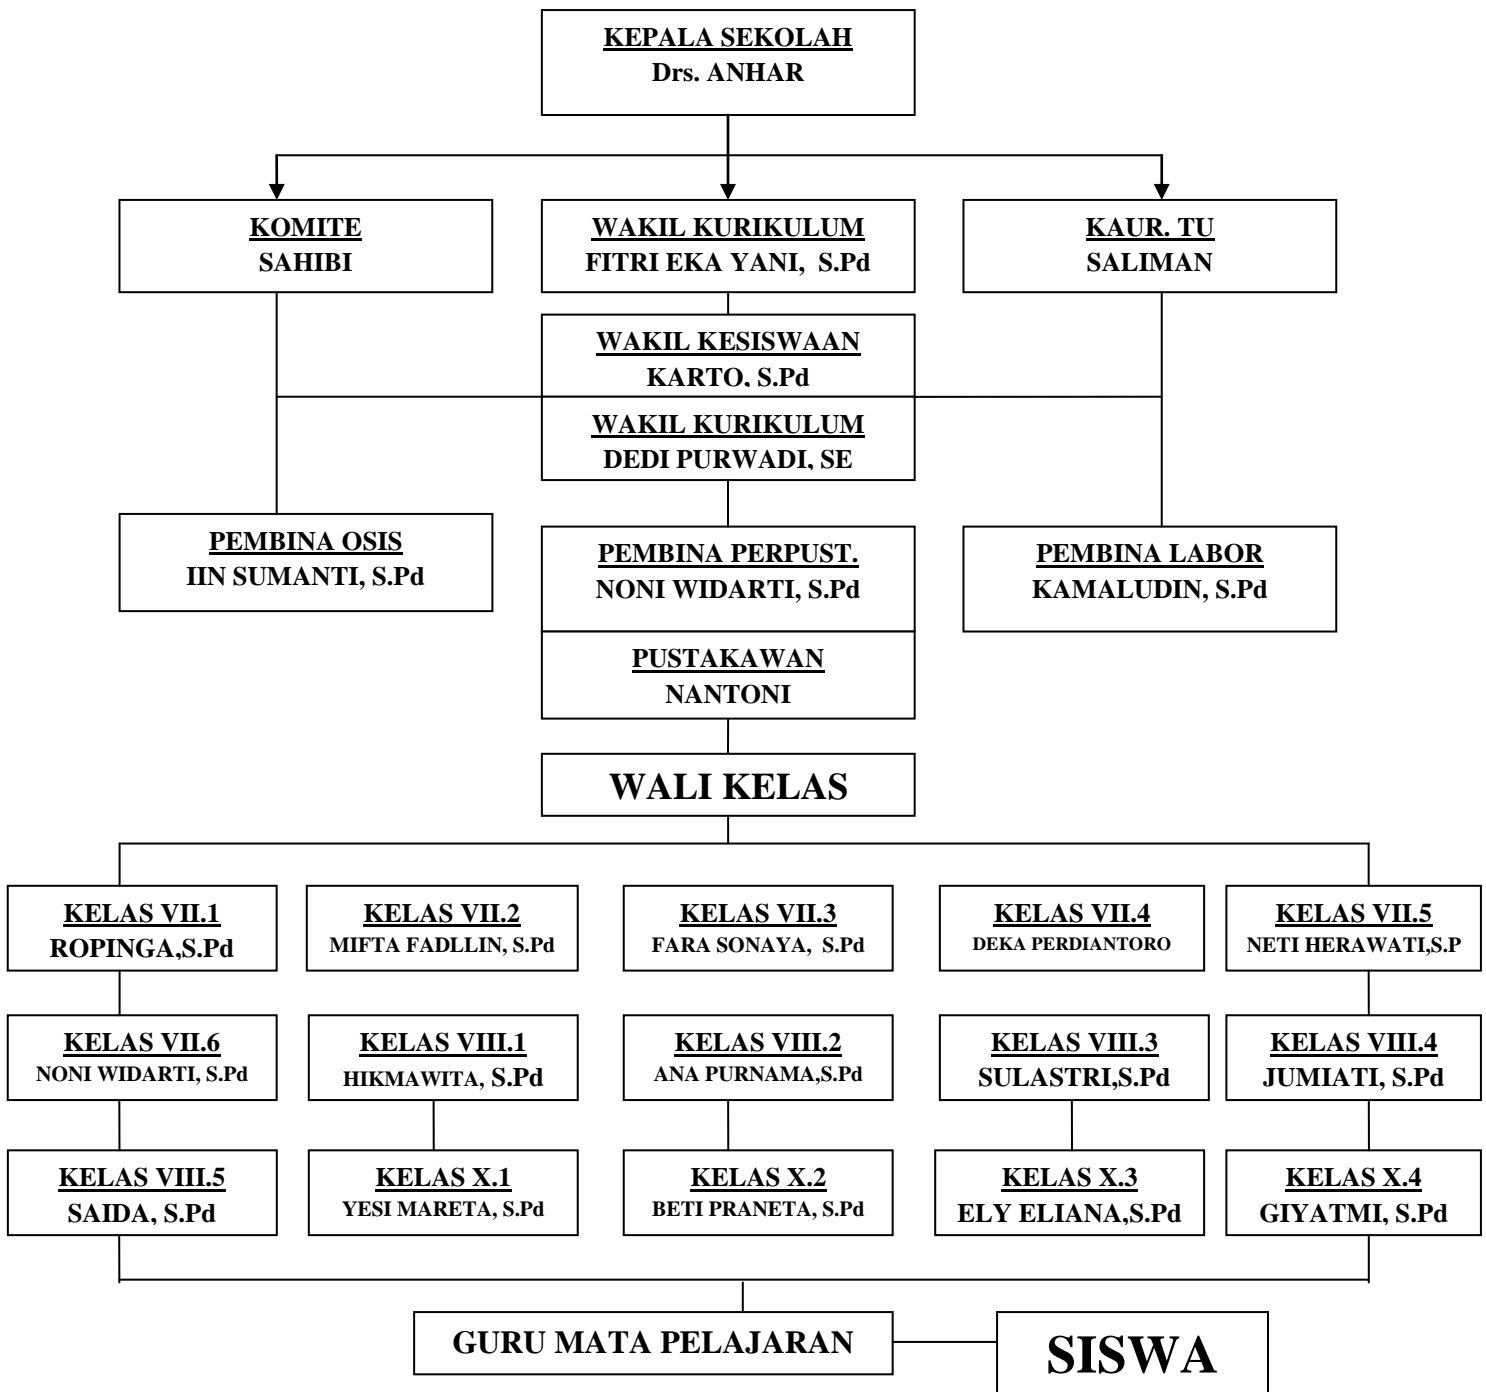 KEPALA SEKOLAH
Drs. ANHAR
KOMITE
SAHIBI
WAKIL KURIKULUM
FITRI EKA YANI, S.Pd
KAUR. TU
SALIMAN
WAKIL KESISWAAN
KARTO, S.Pd
WAKIL KURIKULUM
DEDI PURWADI, SE
PEMBINA OSIS
IIN SUMANTI, S.Pd
PEMBINA PERPUST.
NONI WIDARTI, S.Pd
PEMBINA LABOR
KAMALUDIN, S.Pd
PUSTAKAWAN
NANTONI
WALI KELAS
KELAS VII.1
ROPINGA,S.Pd
KELAS VII.2
MIFTA FADLLIN, S.Pd
KELAS VII.3
FARA SONAYA, S.Pd
KELAS VII.4
DEKA PERDIANTORO
KELAS VII.5
NETI HERAWATI,S.P
KELAS VII.6
NONI WIDARTI, S.Pd
KELAS VIII.1
HIKMAWITA, S.Pd
KELAS VIII.2
ANA PURNAMA,S.Pd
KELAS VIII.3
SULASTRI,S.Pd
KELAS VIII.4
JUMIATI, S.Pd
KELAS VIII.5
SAIDA, S.Pd
KELAS X.1
YESI MARETA, S.Pd
KELAS X.2
BETI PRANETA, S.Pd
KELAS X.3
ELY ELIANA,S.Pd
KELAS X.4
GIYATMI, S.Pd
GURU MATA PELAJARAN
SISWA